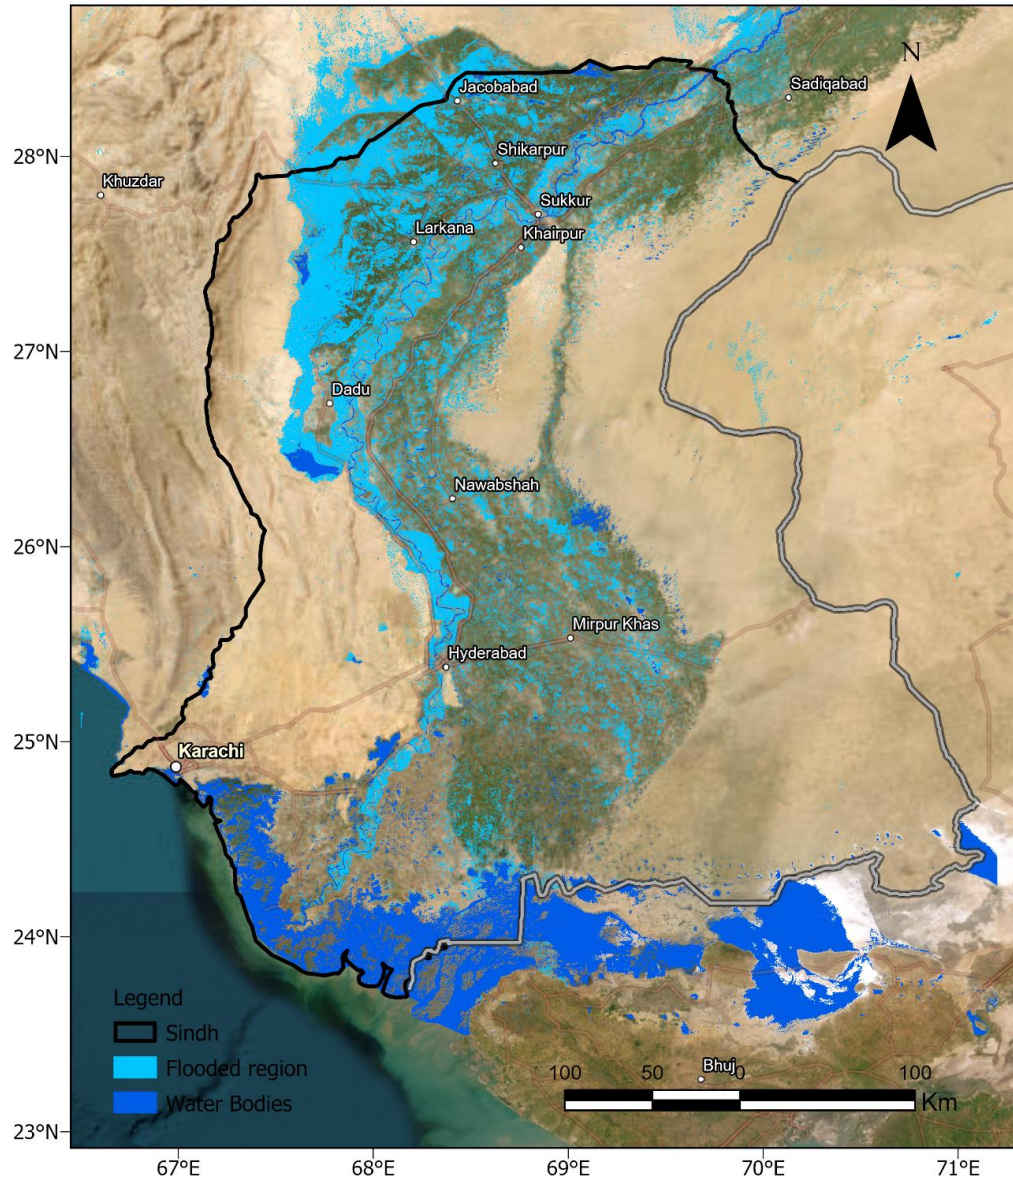 N
Jacobabad
Sadiqabad
28°N
Shikarpur
Khuzdar
Sukkur
Larkana
Khairpur
27°N
Dadu
Nawabshah
26°N
Mirpur Khas
Hyderabad
25°N
Karachi
24°N
Legend
Sindh
Flooded region
Water Bodies
Bhuj
100 50 0 100
Km
23°N
67°E 68°E 69°E 70°E 71°E